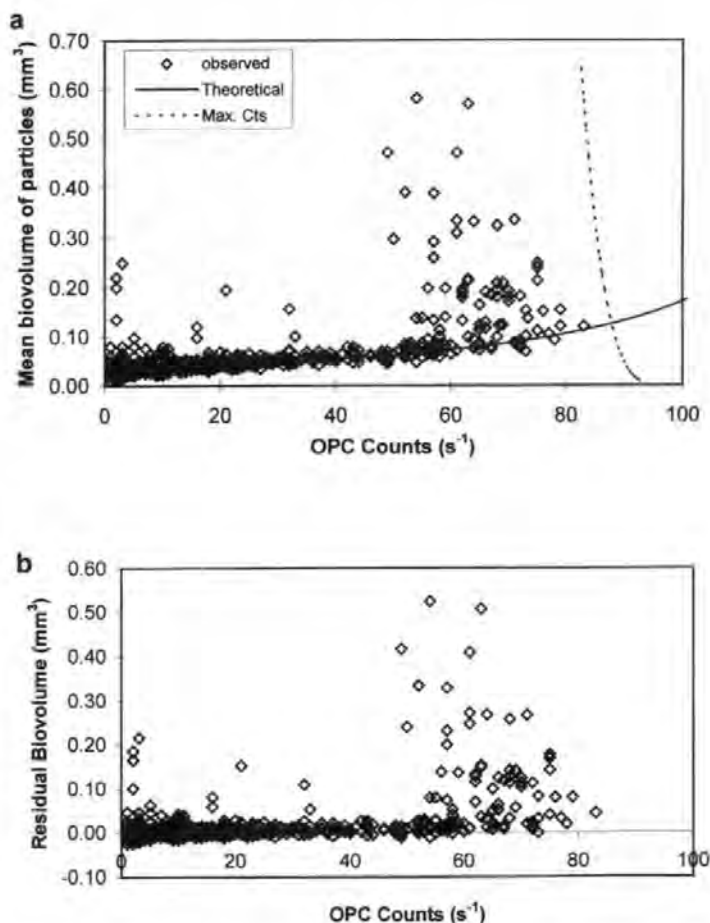 a
0.70
0.60
0.50
0.40
0.30
0.20
0.10
0.00
Mean biovolume of particles (mm³)
observed
Theoretical
Max. Cts
0 20 40 60 80 100
OPC Counts (s⁻¹)
b
0.60
0.50
0.40
0.30
0.20
0.10
0.00
-0.10
Residual Biovolume (mm³)
0 20 40 60 80 100
OPC Counts (s⁻¹)